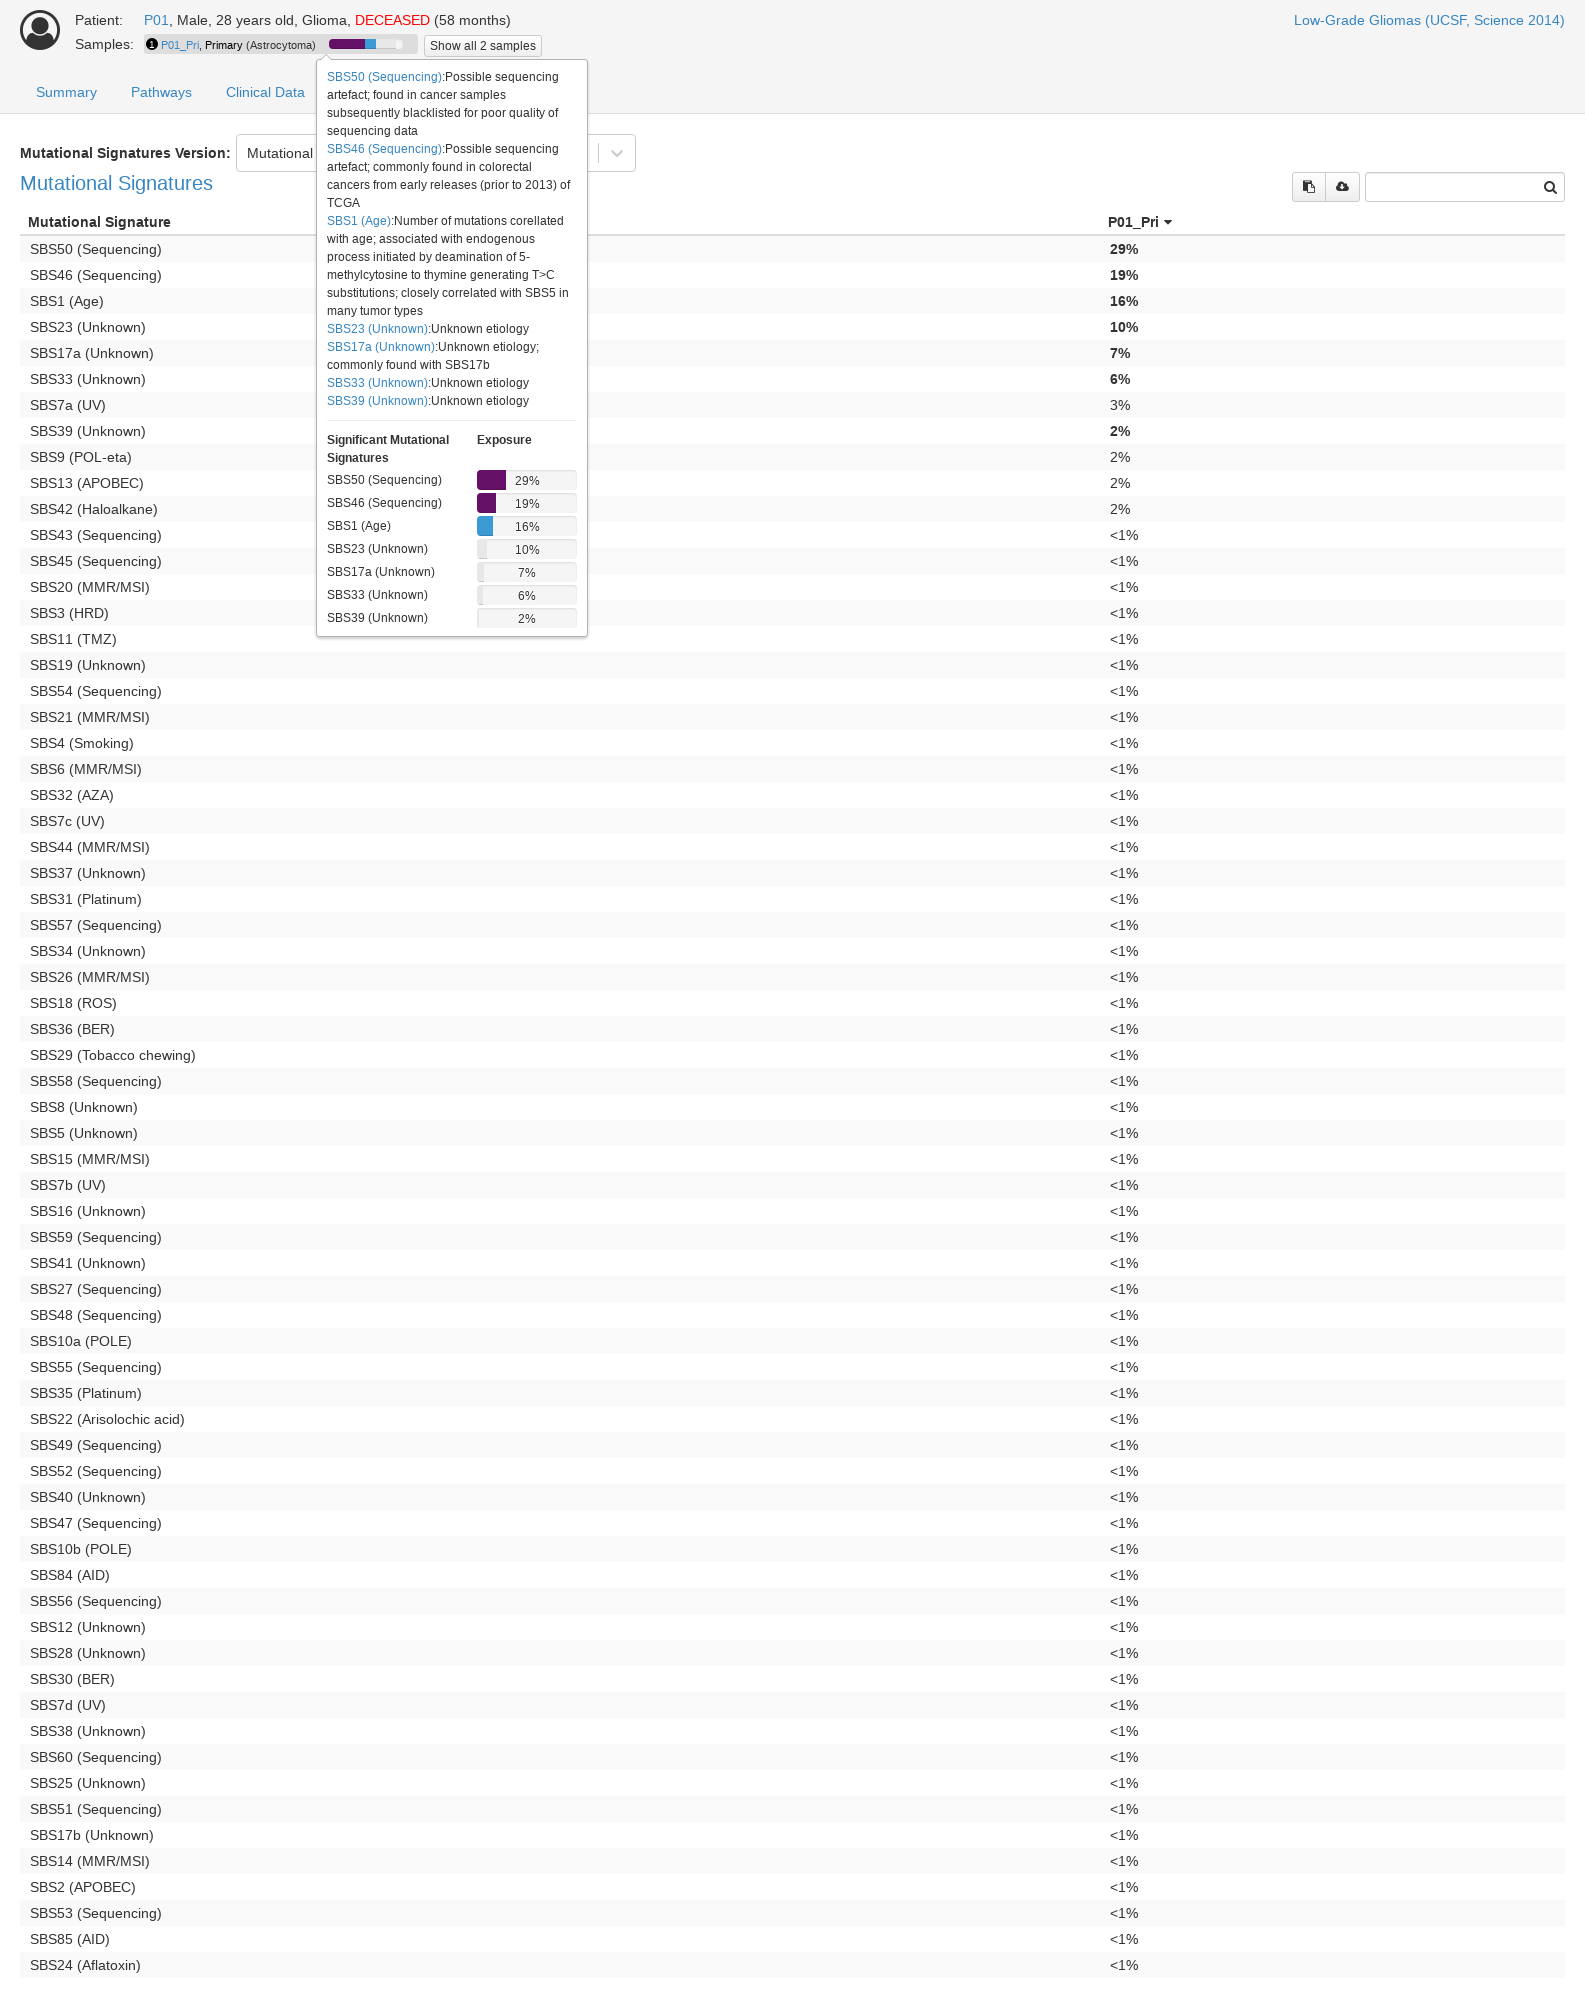 Patient: P01, Male, 28 years old, Glioma, DECEASED (58 months)
Low-Grade Gliomas (UCSF, Science 2014)
Samples: 1 P01_Pri, Primary (Astrocytoma) Show all 2 samples
Summary Pathways Clinical Data
SBS50 (Sequencing):Possible sequencing
artefact; found in cancer samples
subsequently blacklisted for poor quality of
sequencing data
SBS46 (Sequencing):Possible sequencing
artefact; commonly found in colorectal
cancers from early releases (prior to 2013) of
TCGA
SBS1 (Age):Number of mutations corellated
with age; associated with endogenous
process initiated by deamination of 5-
methylcytosine to thymine generating T>C
substitutions; closely correlated with SBS5 in
many tumor types
SBS23 (Unknown):Unknown etiology
SBS17a (Unknown):Unknown etiology;
commonly found with SBS17b
SBS33 (Unknown):Unknown etiology
SBS39 (Unknown):Unknown etiology
Significant Mutational
Signatures
Exposure
SBS50 (Sequencing) 29%
SBS46 (Sequencing) 19%
SBS1 (Age) 16%
SBS23 (Unknown) 10%
SBS17a (Unknown) 7%
SBS33 (Unknown) 6%
SBS39 (Unknown) 2%
Mutational Signatures Version: Mutational
Mutational Signatures
Mutational Signature P01_Pri
SBS50 (Sequencing) 29%
SBS46 (Sequencing) 19%
SBS1 (Age) 16%
SBS23 (Unknown) 10%
SBS17a (Unknown) 7%
SBS33 (Unknown) 6%
SBS7a (UV) 3%
SBS39 (Unknown) 2%
SBS9 (POL-eta) 2%
SBS13 (APOBEC) 2%
SBS42 (Haloalkane) 2%
SBS43 (Sequencing) <1%
SBS45 (Sequencing) <1%
SBS20 (MMR/MSI) <1%
SBS3 (HRD) <1%
SBS11 (TMZ) <1%
SBS19 (Unknown) <1%
SBS54 (Sequencing) <1%
SBS21 (MMR/MSI) <1%
SBS4 (Smoking) <1%
SBS6 (MMR/MSI) <1%
SBS32 (AZA) <1%
SBS7c (UV) <1%
SBS44 (MMR/MSI) <1%
SBS37 (Unknown) <1%
SBS31 (Platinum) <1%
SBS57 (Sequencing) <1%
SBS34 (Unknown) <1%
SBS26 (MMR/MSI) <1%
SBS18 (ROS) <1%
SBS36 (BER) <1%
SBS29 (Tobacco chewing) <1%
SBS58 (Sequencing) <1%
SBS8 (Unknown) <1%
SBS5 (Unknown) <1%
SBS15 (MMR/MSI) <1%
SBS7b (UV) <1%
SBS16 (Unknown) <1%
SBS59 (Sequencing) <1%
SBS41 (Unknown) <1%
SBS27 (Sequencing) <1%
SBS48 (Sequencing) <1%
SBS10a (POLE) <1%
SBS55 (Sequencing) <1%
SBS35 (Platinum) <1%
SBS22 (Arisolochic acid) <1%
SBS49 (Sequencing) <1%
SBS52 (Sequencing) <1%
SBS40 (Unknown) <1%
SBS47 (Sequencing) <1%
SBS10b (POLE) <1%
SBS84 (AID) <1%
SBS56 (Sequencing) <1%
SBS12 (Unknown) <1%
SBS28 (Unknown) <1%
SBS30 (BER) <1%
SBS7d (UV) <1%
SBS38 (Unknown) <1%
SBS60 (Sequencing) <1%
SBS25 (Unknown) <1%
SBS51 (Sequencing) <1%
SBS17b (Unknown) <1%
SBS14 (MMR/MSI) <1%
SBS2 (APOBEC) <1%
SBS53 (Sequencing) <1%
SBS85 (AID) <1%
SBS24 (Aflatoxin) <1%